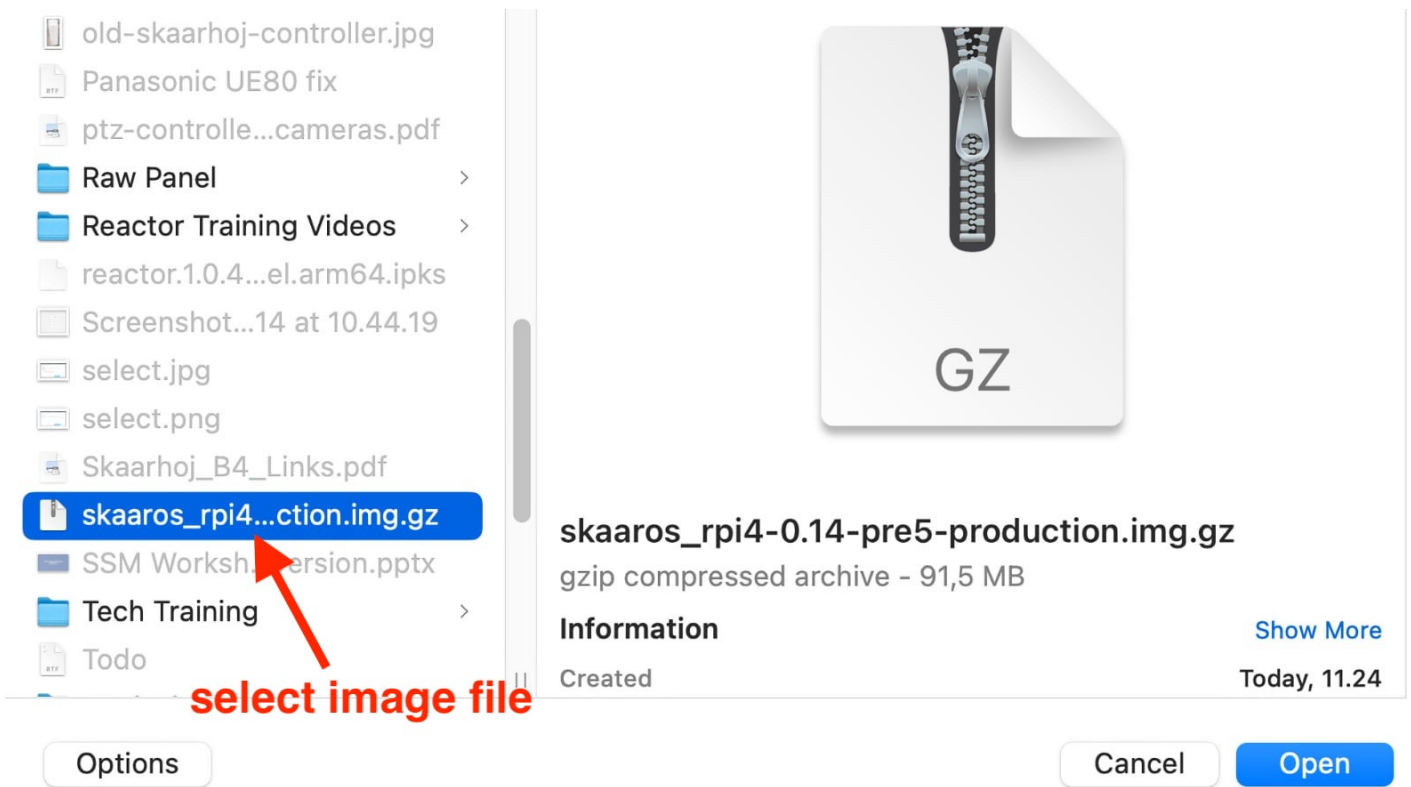 old-skaarhoj-controller.jpg
Panasonic UE80 fix
ptz-controlle...cameras.pdf
Raw Panel
Reactor Training Videos
reactor.1.0.4...el.arm64.ipks
Screenshot...14 at 10.44.19
select.jpg
select.png
Skaarhoj_B4_Links.pdf
skaaros_rpi4...ction.img.gz
SSM Worksh...ersion.pptx
Tech Training
Todo
select image file
GZ
skaaros_rpi4-0.14-pre5-production.img.gz
gzip compressed archive - 91,5 MB
Information
Show More
Created
Today, 11.24
Options
Cancel
Open